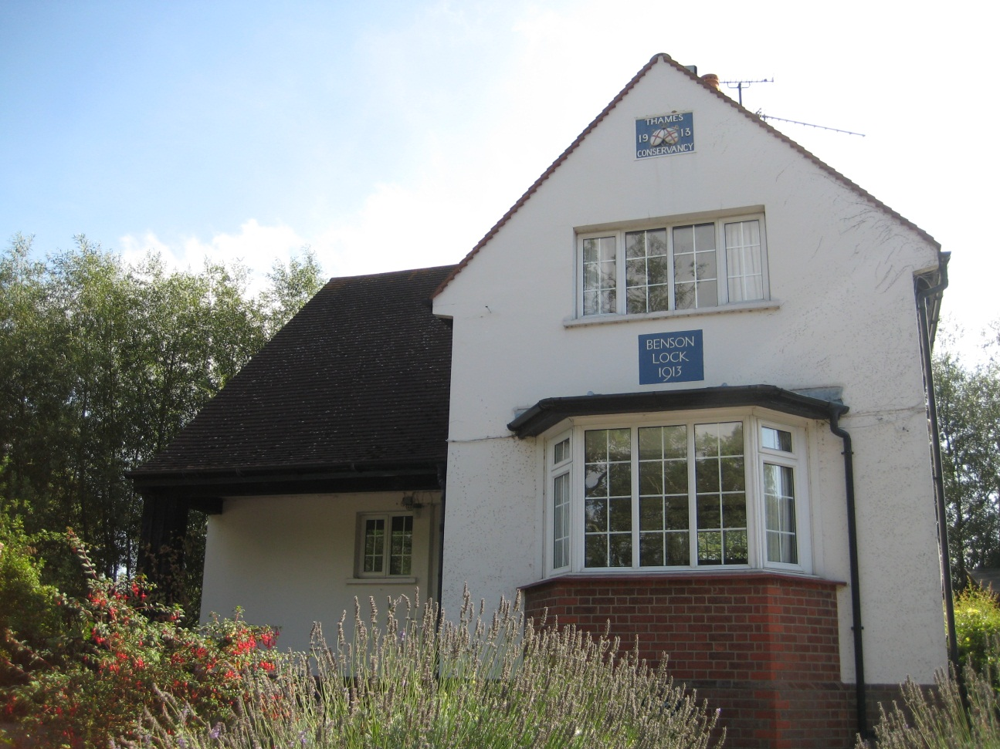 THAMES
19 13
CONSERVANCY
BENSON
LOCK
1913